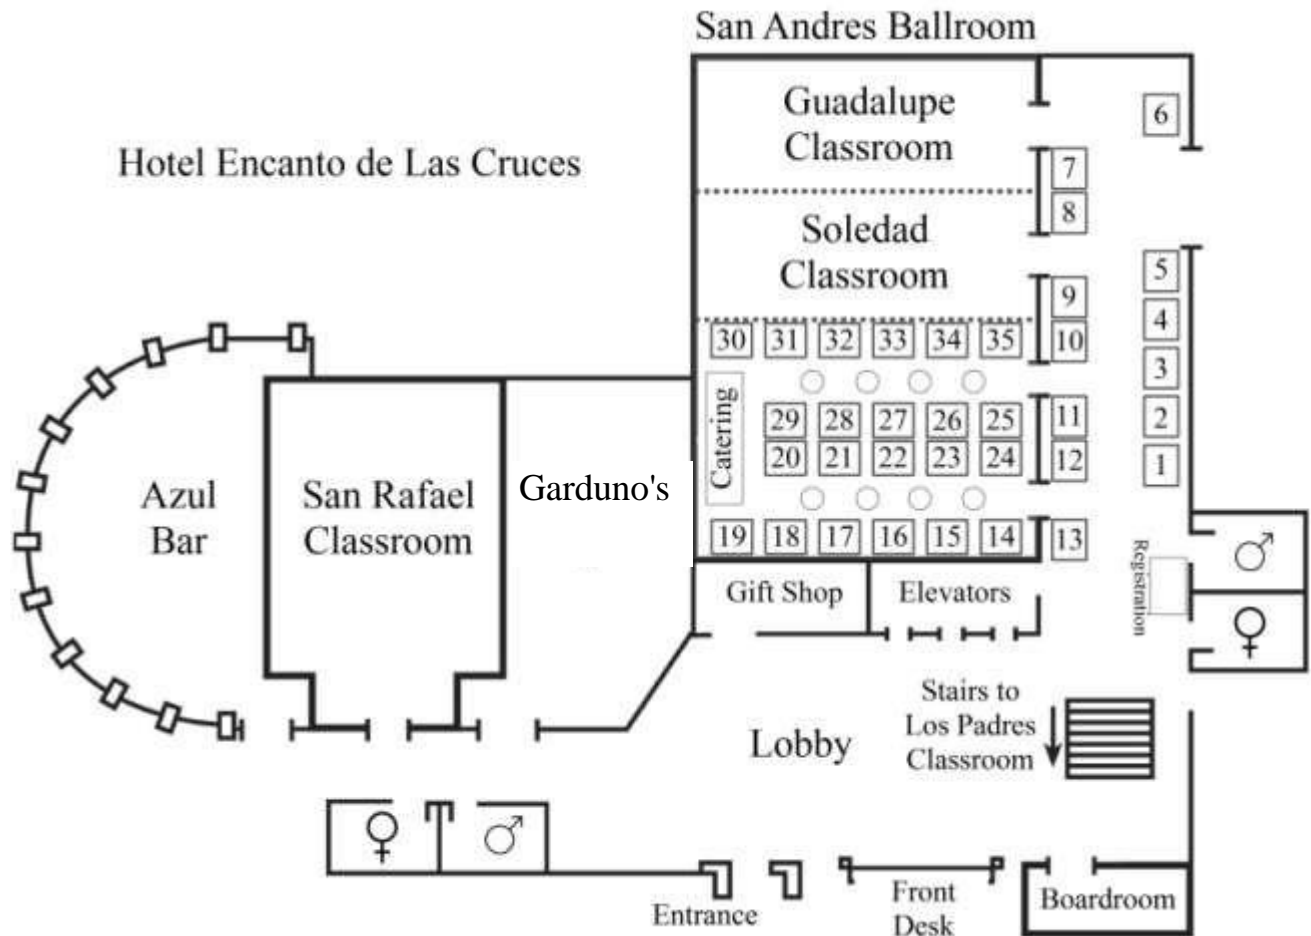 San Andres Ballroom
Guadalupe
Classroom
6
Hotel Encanto de Las Cruces
7
8
Soledad
Classroom
5
9
4
30 31 32 33 34 35 10
3
Catering
29 28 27 26 25 11
2
20 21 22 23 24 12
1
Azul
Bar
San Rafael
Classroom
Garduno's
19 18 17 16 15 14 13
Registration
♂
Gift Shop
Elevators
♀
Stairs to
Los Padres
Classroom
Lobby
♀ ♂
Entrance
Front
Desk
Boardroom